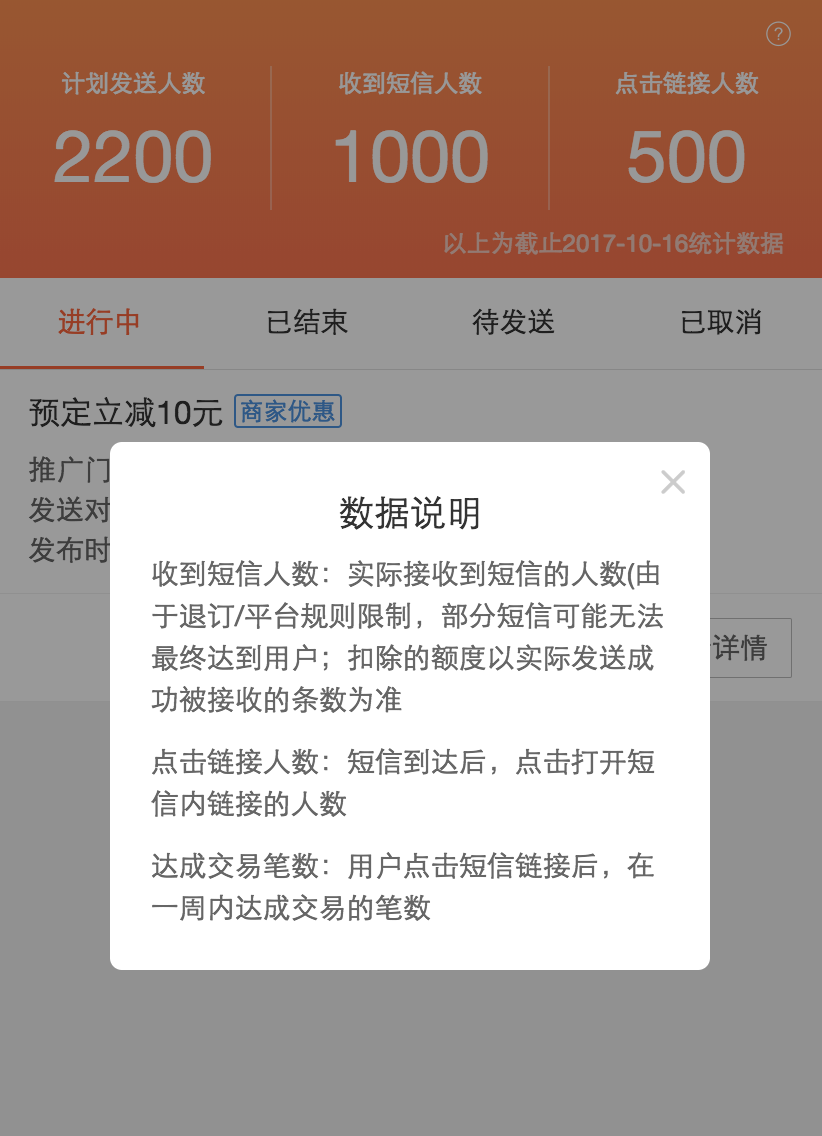 ?
计划发送人数 收到短信人数 点击链接人数
2200 1000 500
以上为截止2017-10-16统计数据
进行中 已结束 待发送 已取消
预定立减10元 商家优惠
推广门
发送对
发布时
详情
数据说明
收到短信人数：实际接收到短信的人数(由
于退订/平台规则限制，部分短信可能无法
最终达到用户；扣除的额度以实际发送成
功被接收的条数为准
点击链接人数：短信到达后，点击打开短
信内链接的人数
达成交易笔数：用户点击短信链接后，在
一周内达成交易的笔数